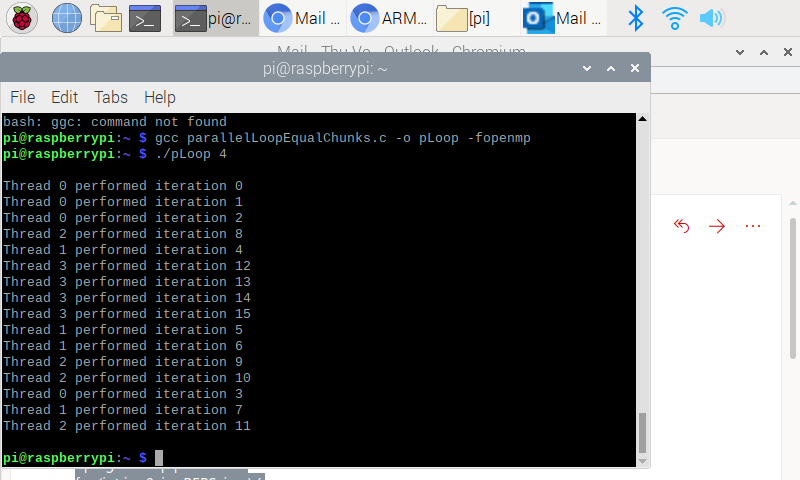 pi@r...
Mail ...
ARM...
[pi]
Mail ...
Mail - Thu Vo - Outlook - Chromium
pi@raspberrypi: ~
File Edit Tabs Help
bash: ggc: command not found
pi@raspberrypi:~ $ gcc parallelLoopEqualChunks.c -o pLoop -fopenmp
pi@raspberrypi:~ $ ./pLoop 4
Thread 0 performed iteration 0
Thread 0 performed iteration 1
Thread 0 performed iteration 2
Thread 2 performed iteration 8
Thread 1 performed iteration 4
Thread 3 performed iteration 12
Thread 3 performed iteration 13
Thread 3 performed iteration 14
Thread 3 performed iteration 15
Thread 1 performed iteration 5
Thread 1 performed iteration 6
Thread 2 performed iteration 9
Thread 2 performed iteration 10
Thread 0 performed iteration 3
Thread 1 performed iteration 7
Thread 2 performed iteration 11
pi@raspberrypi:~ $